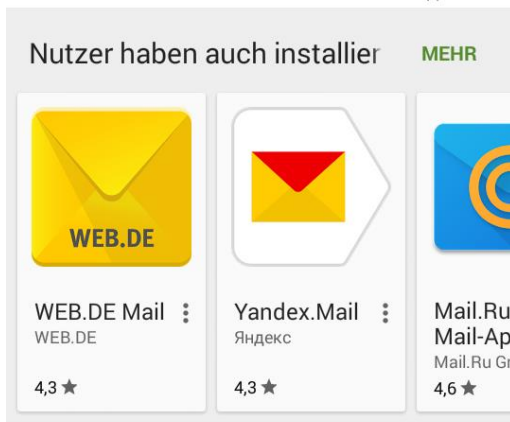 Nutzer haben auch installier
MEHR
WEB.DE
WEB.DE Mail
WEB.DE
4,3
Yandex.Mail
Яндекс
4,3
Mail.Ru
Mail-Ap
Mail.Ru Gr
4,6